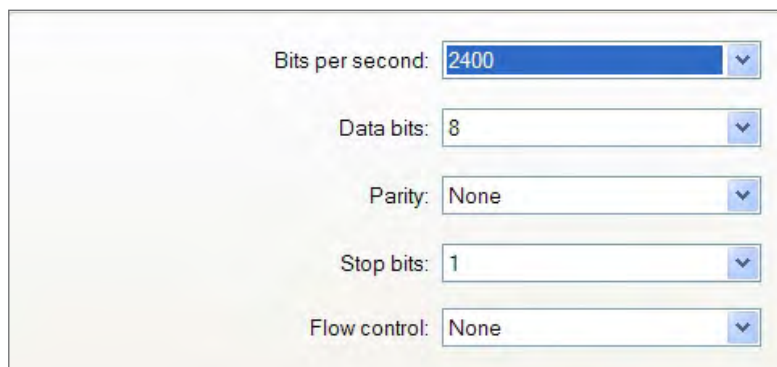 Bits per second: 2400
Data bits: 8
Parity: None
Stop bits: 1
Flow control: None